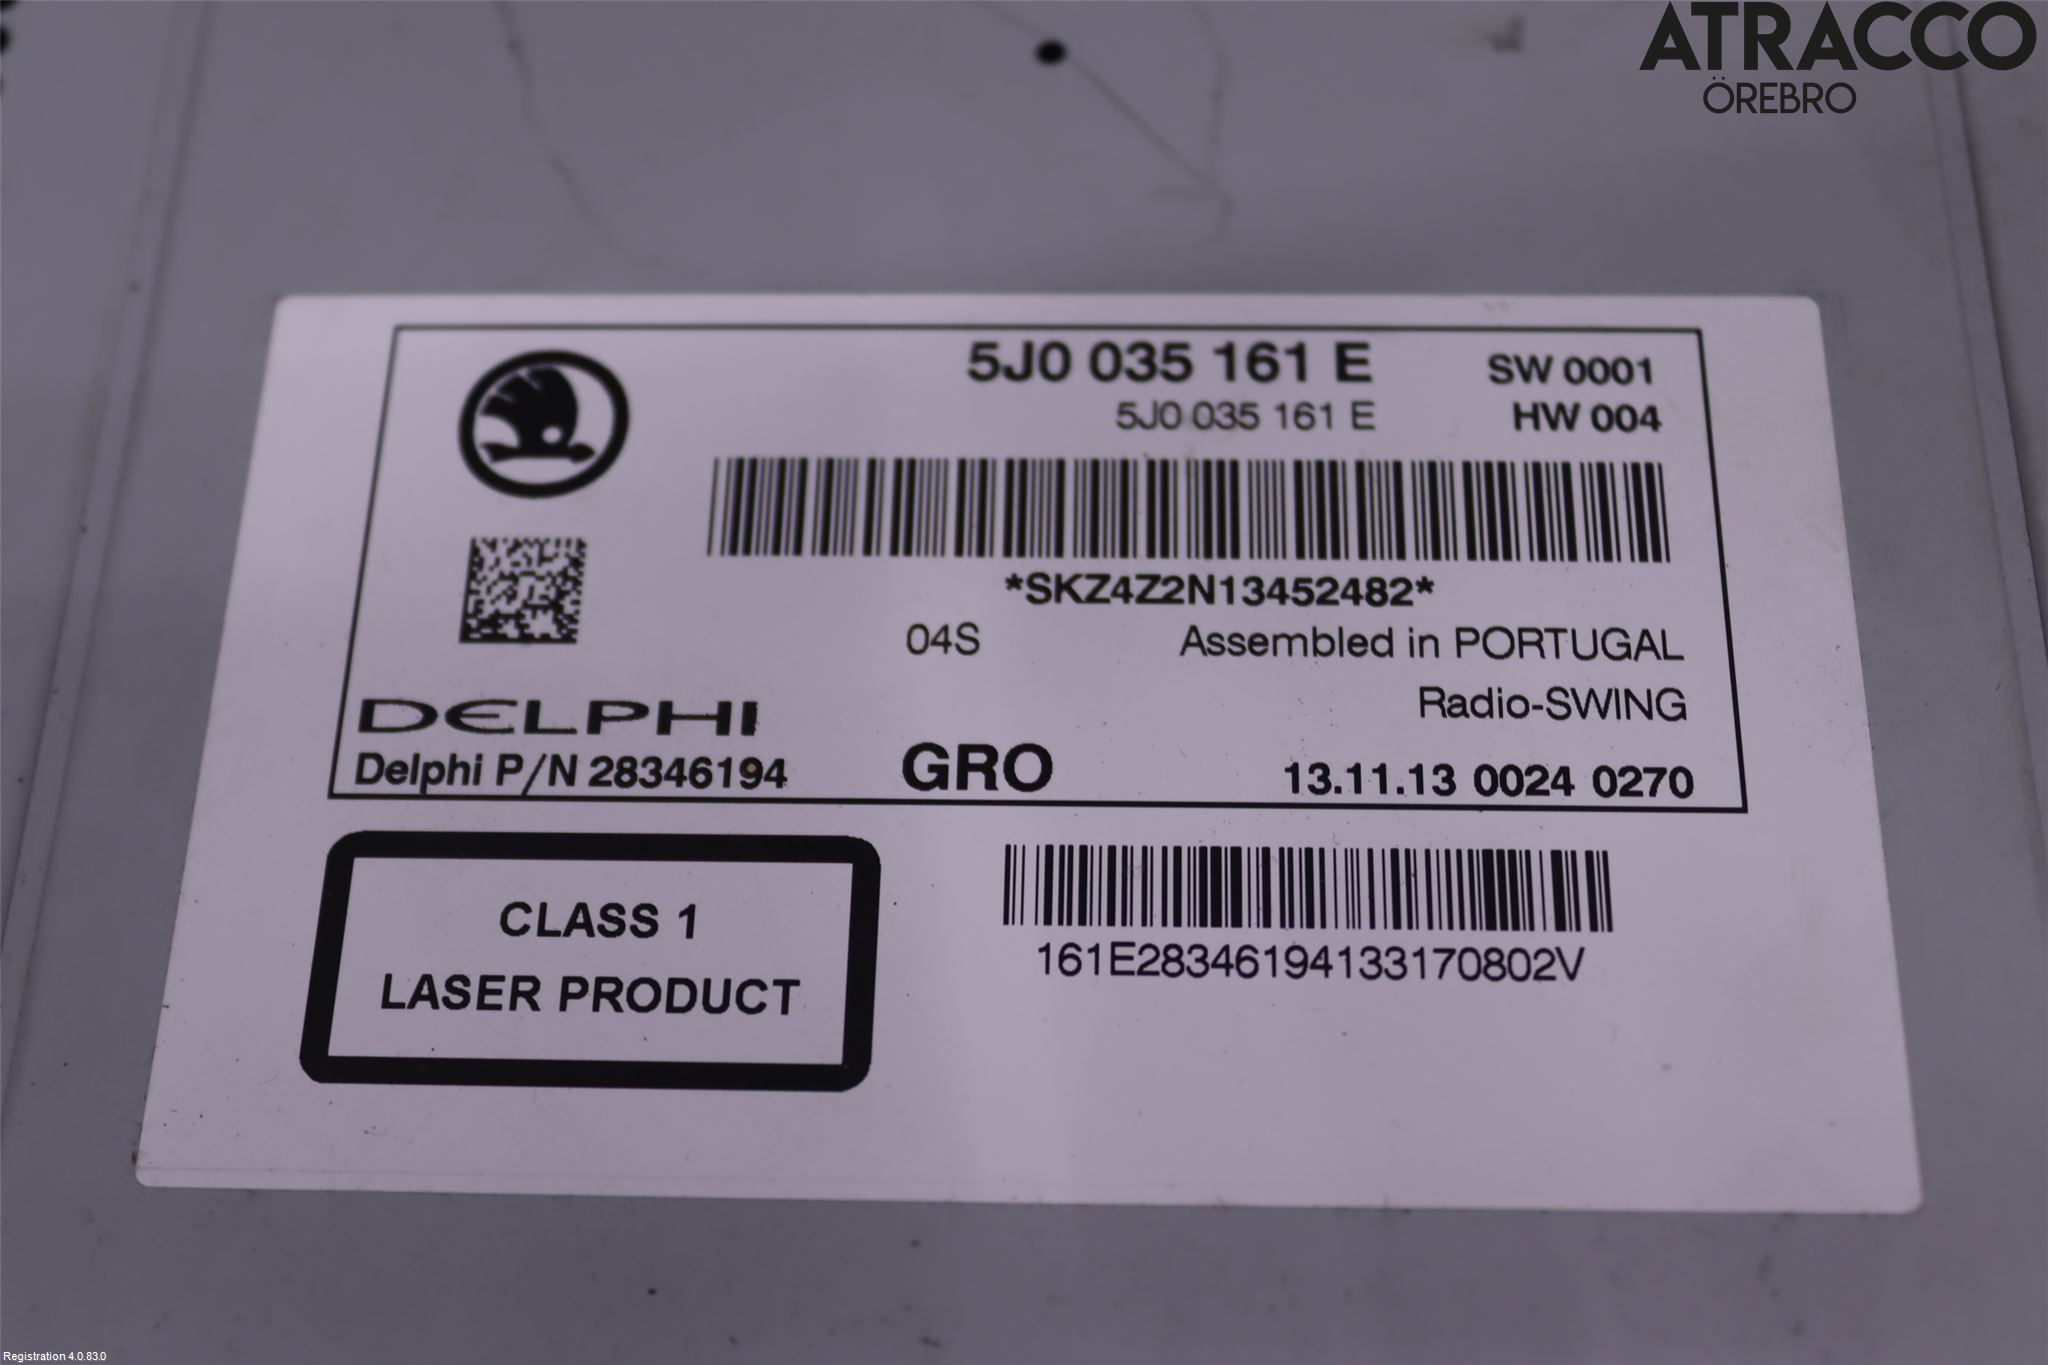 ATRACCO
ÖREBRO
5J0 035 161 E
SW 0001
5J0 035 161 E
HW 004
*SKZ4Z2N13452482*
04S
Assembled in PORTUGAL
Radio-SWING
DELPHI
Delphi P/N 28346194
GRO
13.11.13 0024 0270
CLASS 1
LASER PRODUCT
161E28346194133170802V
Registration 4.0.83.0